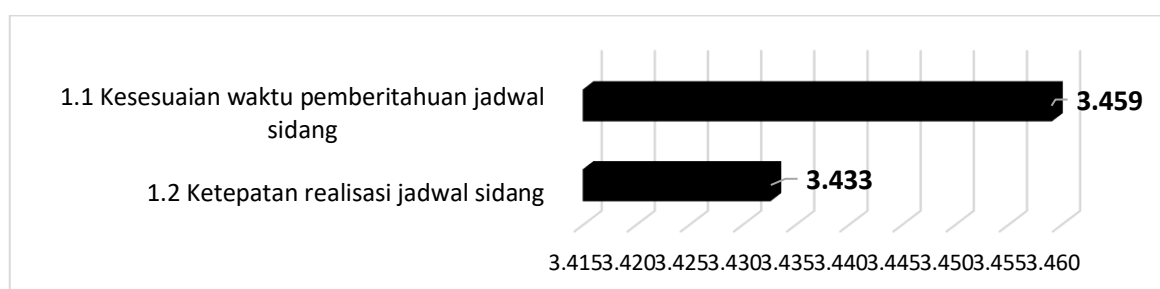 1.1 Kesesuaian waktu pemberitahuan jadwal
sidang
3.459
1.2 Ketepatan realisasi jadwal sidang
3.433
3.4153.4203.4253.4303.4353.4403.4453.4503.4553.460